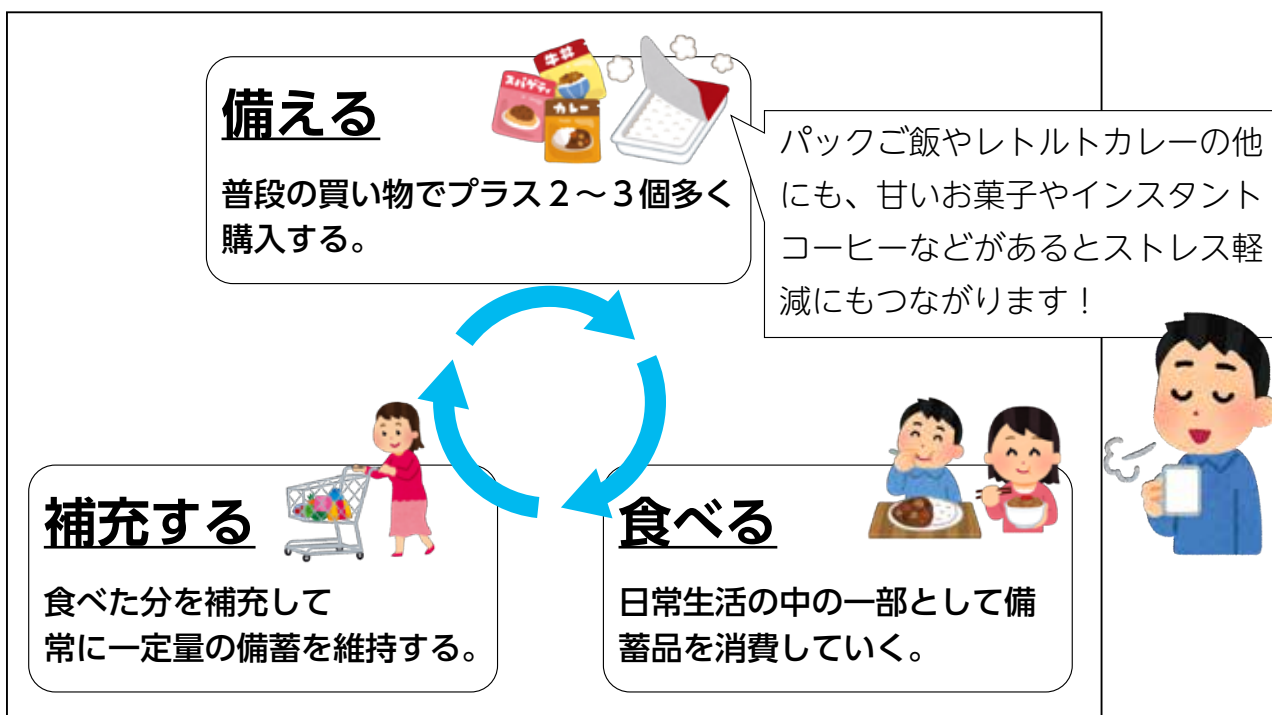 備える
普段の買い物でプラス２～３個多く
購入する。
スパゲティ
牛丼
カレー
パックご飯やレトルトカレーの他
にも、甘いお菓子やインスタント
コーヒーなどがあるとストレス軽
減にもつながります！
食べる
日常生活の中の一部として備
蓄品を消費していく。
補充する
食べた分を補充して
常に一定量の備蓄を維持する。